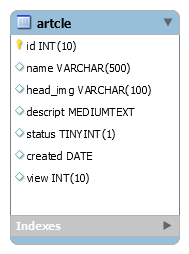 artcle
id INT(10)
name VARCHAR(500)
head_img VARCHAR(100)
descript MEDIUMTEXT
status TINYINT(1)
created DATE
view INT(10)
Indexes